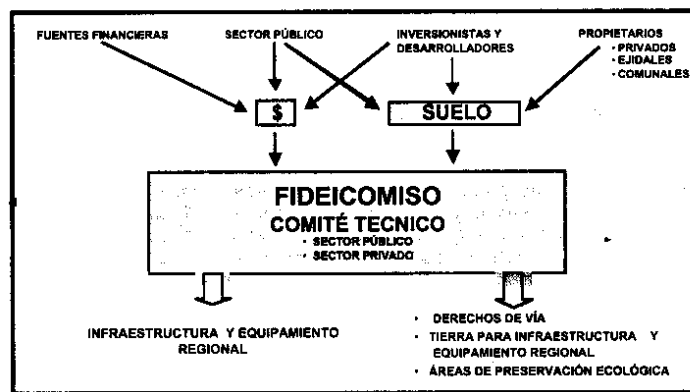 FUENTES FINANCIERAS
SECTOR PÚBLICO
INVERSIONISTAS Y
DESARROLLADORES
PROPIETARIOS
· PRIVADOS
· EJIDALES
· COMUNALES
$
SUELO
FIDEICOMISO
COMITÉ TECNICO
· SECTOR PÚBLICO
· SECTOR PRIVADO
INFRAESTRUCTURA Y EQUIPAMIENTO
REGIONAL
· DERECHOS DE VÍA
· TIERRA PARA INFRAESTRUCTURA Y
EQUIPAMIENTO REGIONAL
· ÁREAS DE PRESERVACIÓN ECOLÓGICA